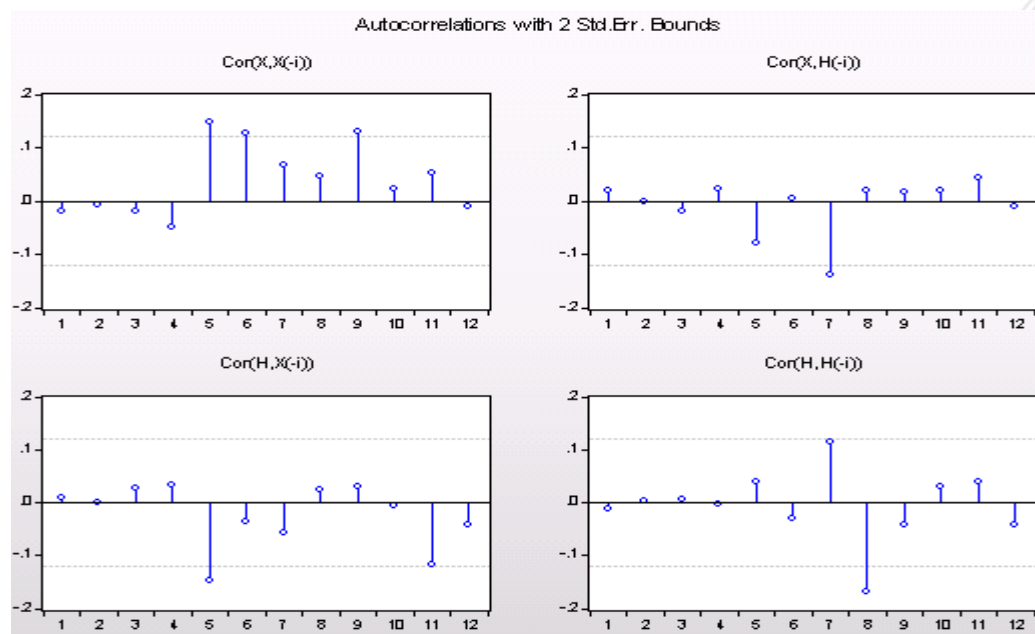 Autocorrelations with 2 Std.Err. Bounds
Cor(X,X(-i))
.2
.1
.0
-.1
-.2
1 2 3 4 5 6 7 8 9 10 11 12
Cor(X,H(-i))
.2
.1
.0
-.1
-.2
1 2 3 4 5 6 7 8 9 10 11 12
Cor(H,X(-i))
.2
.1
.0
-.1
-.2
1 2 3 4 5 6 7 8 9 10 11 12
Cor(H,H(-i))
.2
.1
.0
-.1
-.2
1 2 3 4 5 6 7 8 9 10 11 12